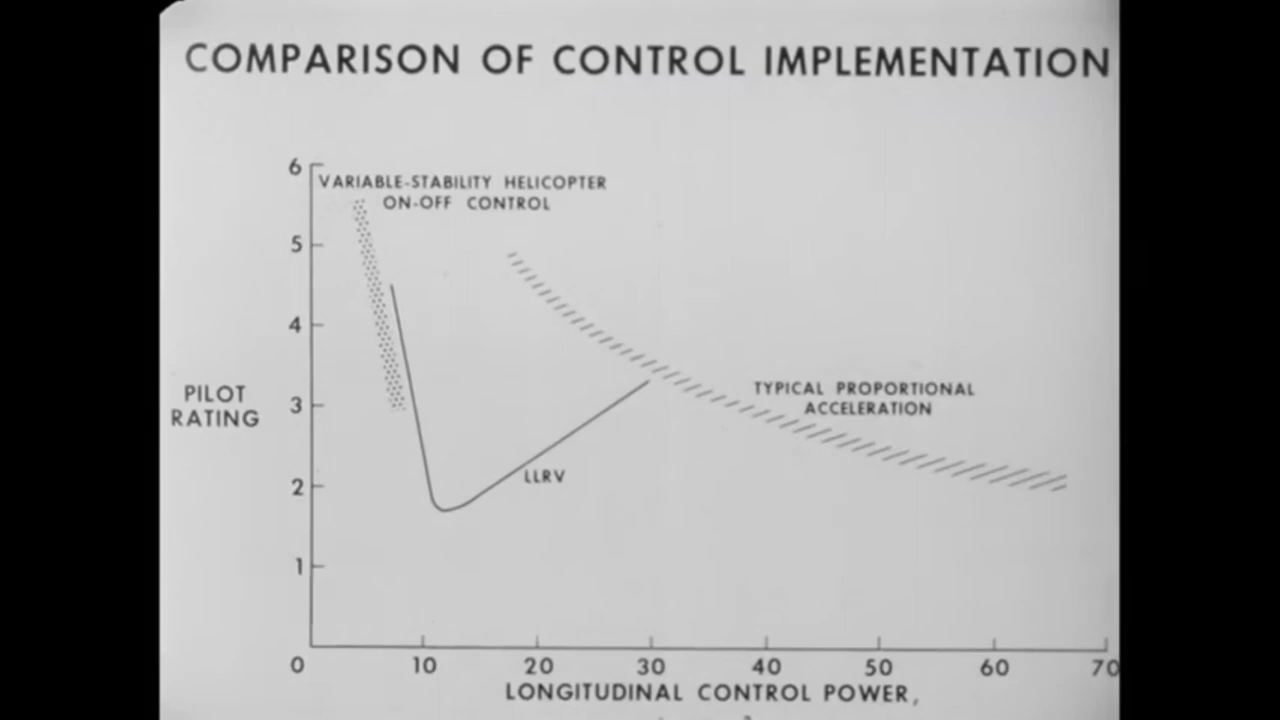 COMPARISON OF CONTROL IMPLEMENTATION
6
VARIABLE-STABILITY HELICOPTER
ON-OFF CONTROL
5
4
PILOT
RATING
3
TYPICAL PROPORTIONAL
ACCELERATION
2
LLRV
1
0 10 20 30 40 50 60 70
LONGITUDINAL CONTROL POWER,